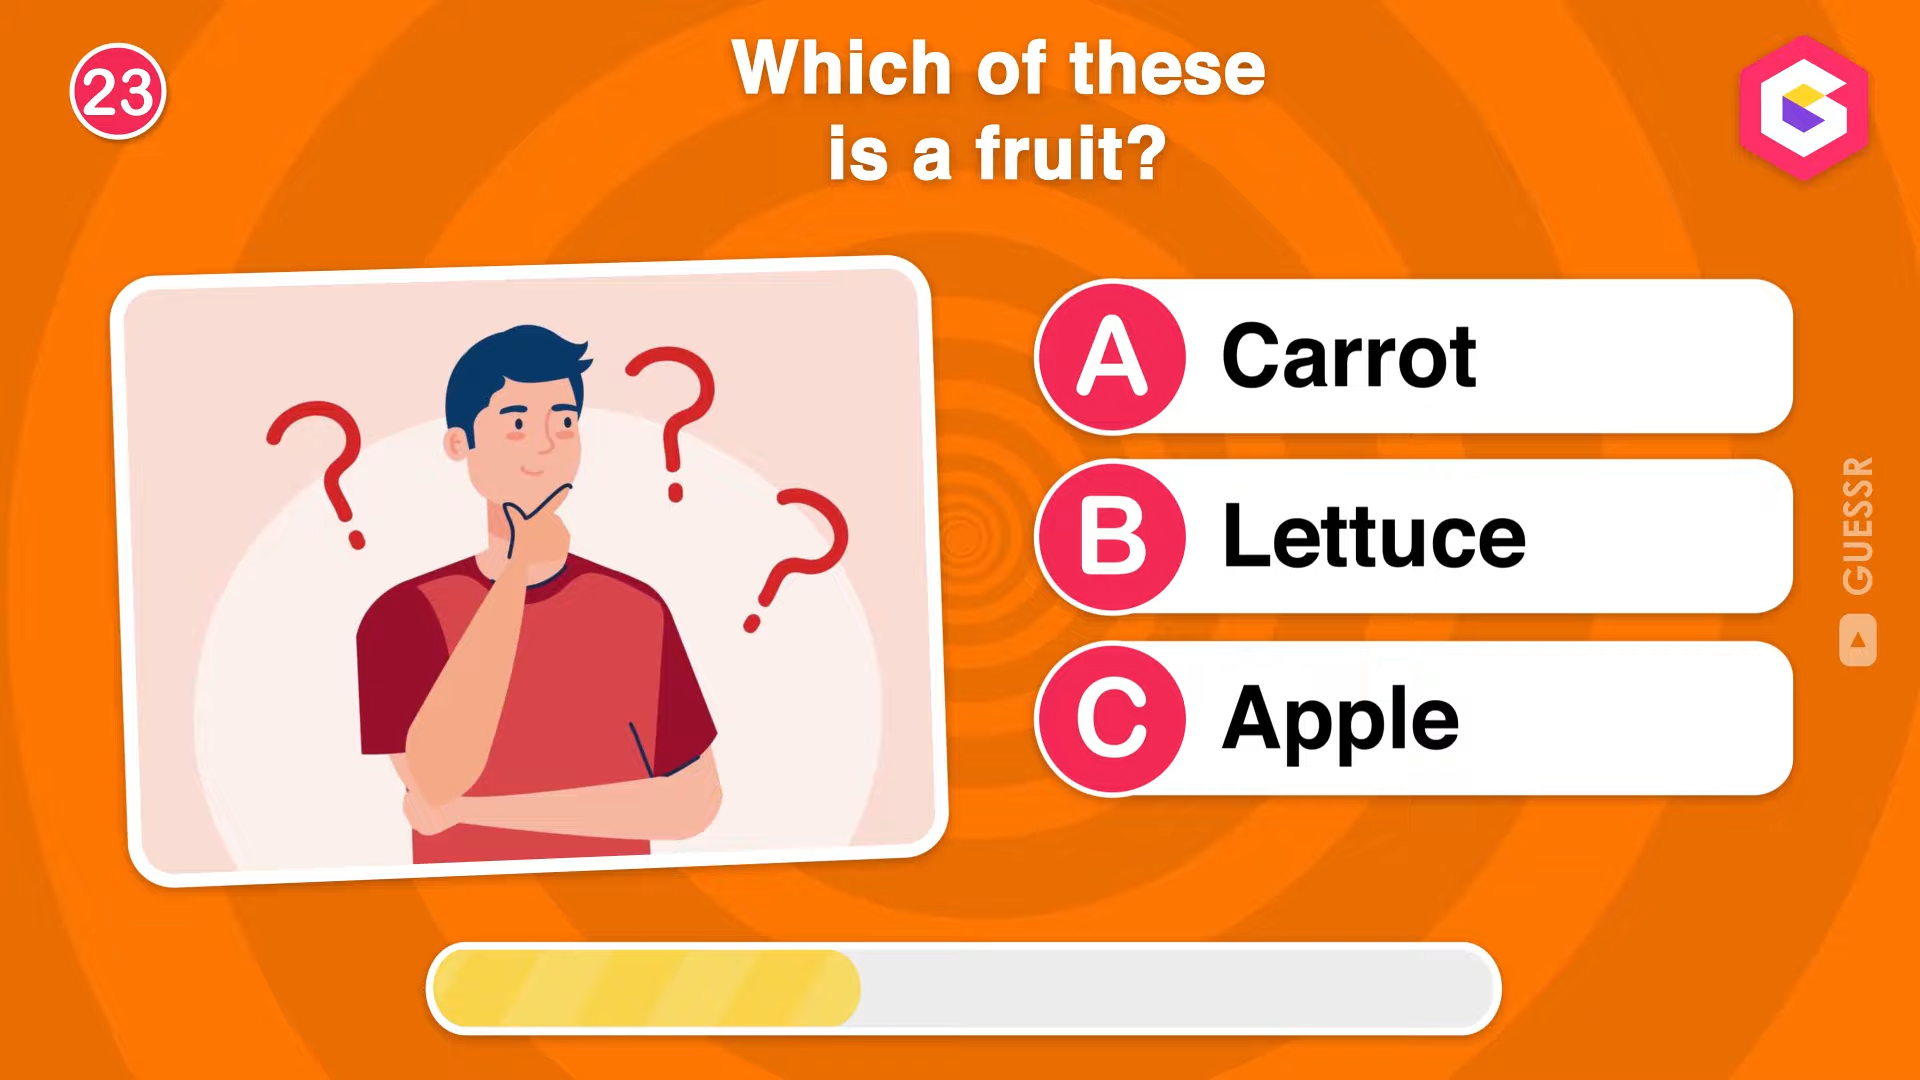 23
Which of these
is a fruit?
A Carrot
B Lettuce
C Apple
GUESSR